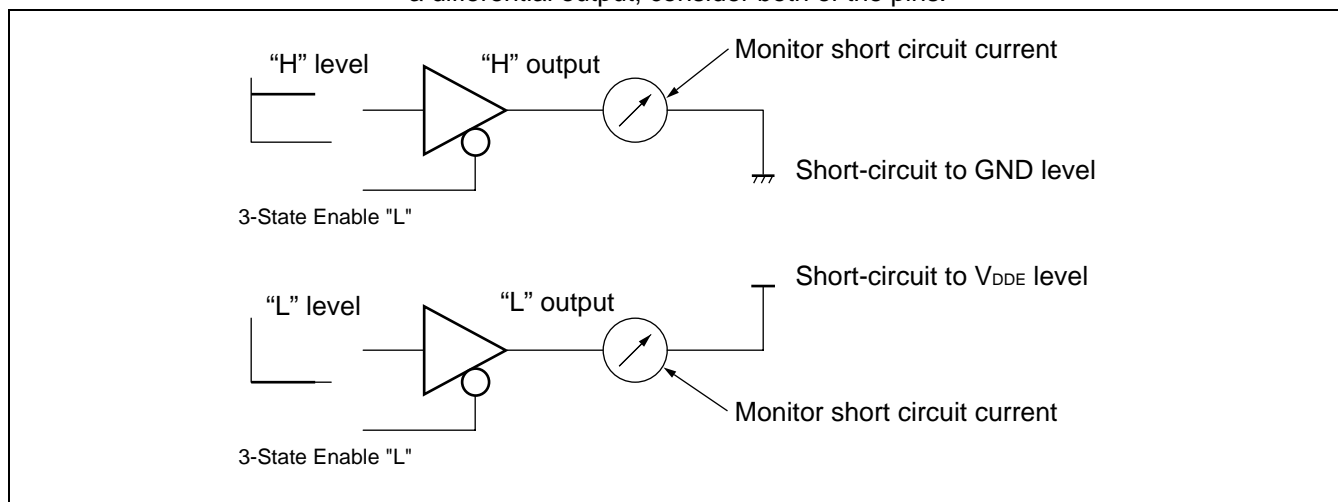 a differential output, consider both of the pins.
Monitor short circuit current
“H” level
“H” output
Short-circuit to GND level
3-State Enable "L"
Short-circuit to VDDE level
“L” level
“L” output
Monitor short circuit current
3-State Enable "L"